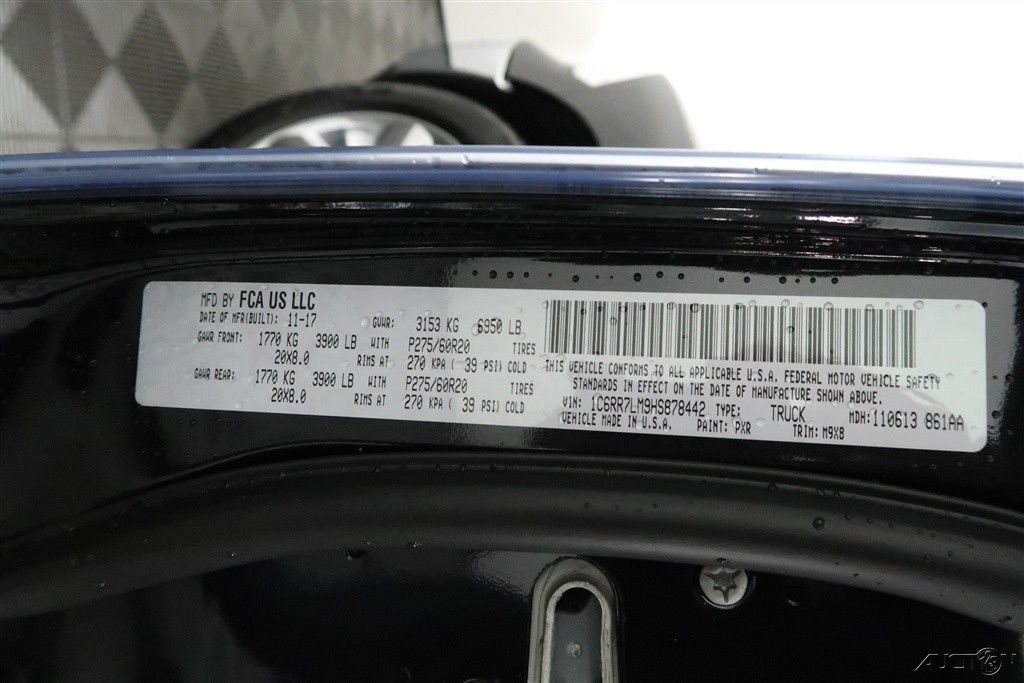 MFD BY FCA US LLC
DATE OF MFR(BUILT): 11-17 GVWR: 3153 KG 6950 LB
GAWR FRONT: 1770 KG 3900 LB WITH P275/60R20 TIRES
20X8.0 RIMS AT 270 KPA ( 39 PSI) COLD
GAWR REAR: 1770 KG 3900 LB WITH P275/60R20 TIRES
20X8.0 RIMS AT 270 KPA ( 39 PSI) COLD
THIS VEHICLE CONFORMS TO ALL APPLICABLE U.S.A. FEDERAL MOTOR VEHICLE SAFETY
STANDARDS IN EFFECT ON THE DATE OF MANUFACTURE SHOWN ABOVE.
VIN: 1C6RR7LM9HS878442 TYPE: TRUCK MDH: 110613 861AA
VEHICLE MADE IN U.S.A. PAINT: PXR TRIM: M9X8